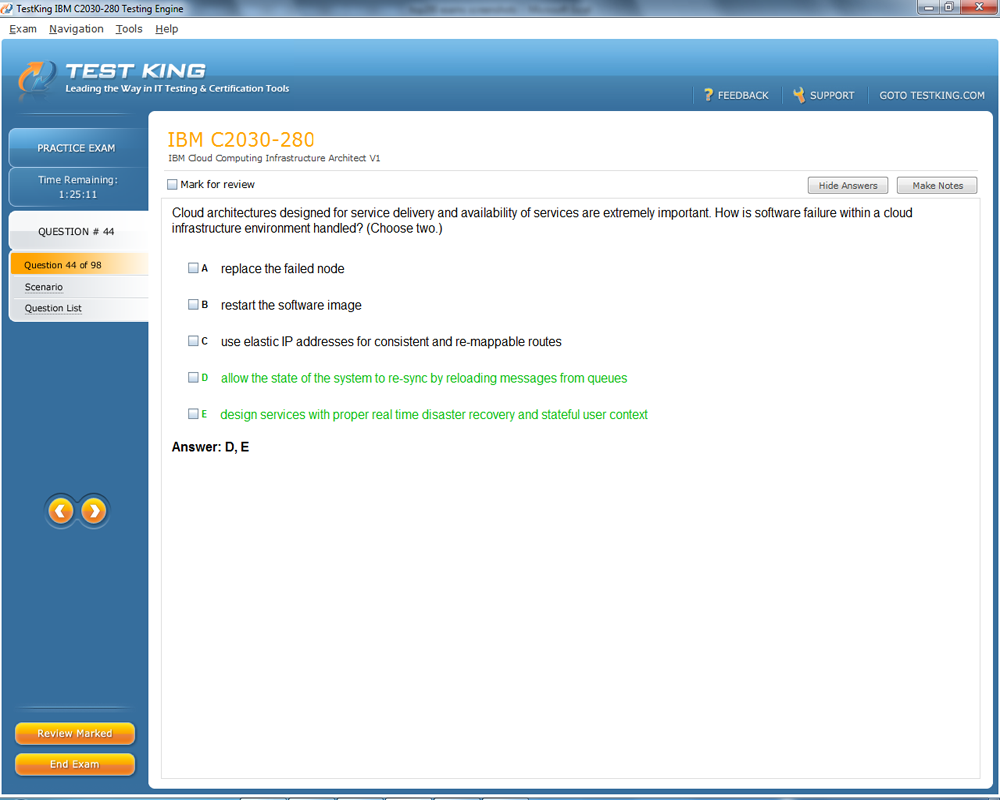 TestKing IBM C2030-280 Testing Engine
Exam Navigation Tools Help
TEST KING
Leading the Way in IT Testing & Certification Tools
? FEEDBACK SUPPORT GOTO TESTKING.COM
PRACTICE EXAM
Time Remaining:
1:25:11
QUESTION # 44
Question 44 of 98
Scenario
Question List
IBM C2030-280
IBM Cloud Computing Infrastructure Architect V1
Mark for review
Hide Answers Make Notes
Cloud architectures designed for service delivery and availability of services are extremely important. How is software failure within a cloud
infrastructure environment handled? (Choose two.)
A replace the failed node
B restart the software image
C use elastic IP addresses for consistent and re-mappable routes
D allow the state of the system to re-sync by reloading messages from queues
E design services with proper real time disaster recovery and stateful user context
Answer: D, E
Review Marked
End Exam